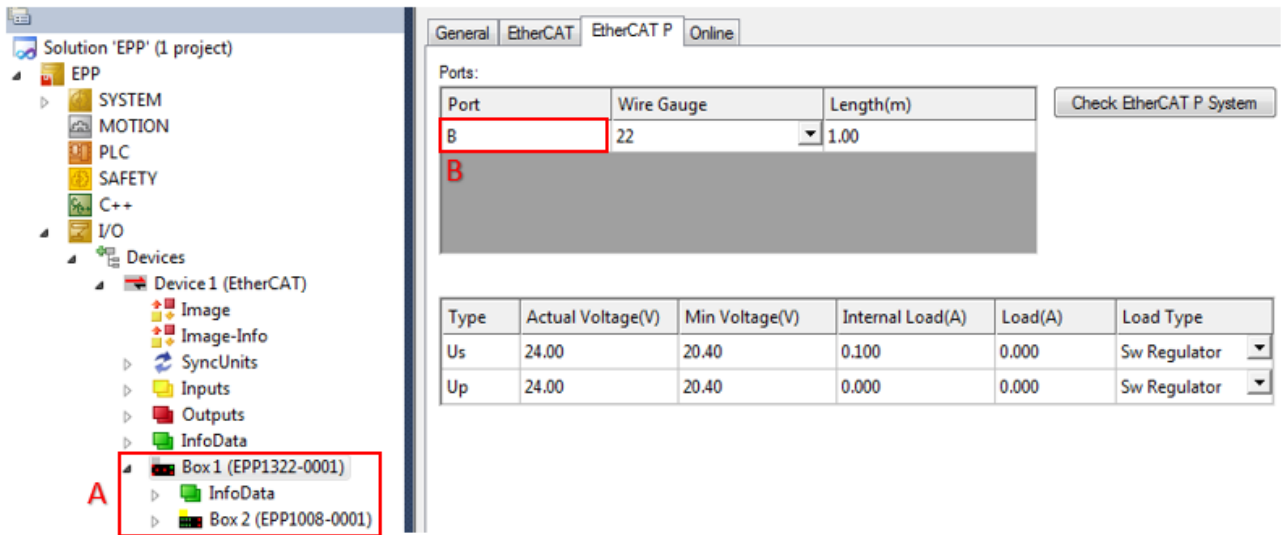 Solution 'EPP' (1 project)
EPP
SYSTEM
MOTION
PLC
SAFETY
C++
I/O
Devices
Device 1 (EtherCAT)
Image
Image-Info
SyncUnits
Inputs
Outputs
InfoData
Box 1 (EPP1322-0001)
InfoData
Box 2 (EPP1008-0001)
A
General EtherCAT EtherCAT P Online
Ports:
Port Wire Gauge Length(m)
B 22 1.00
B
Check EtherCAT P System
Type Actual Voltage(V) Min Voltage(V) Internal Load(A) Load(A) Load Type
Us 24.00 20.40 0.100 0.000 Sw Regulator
Up 24.00 20.40 0.000 0.000 Sw Regulator